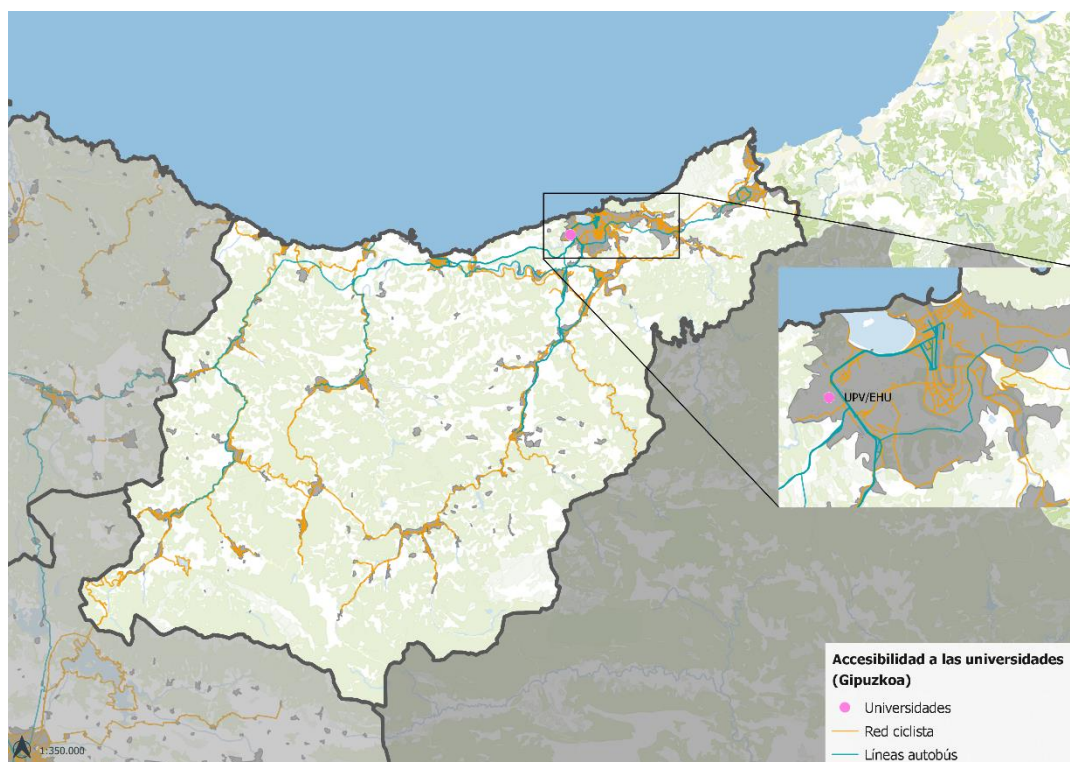 UPV/EHU
Accesibilidad a las universidades
(Gipuzkoa)
Universidades
Red ciclista
Líneas autobús
1:350.000